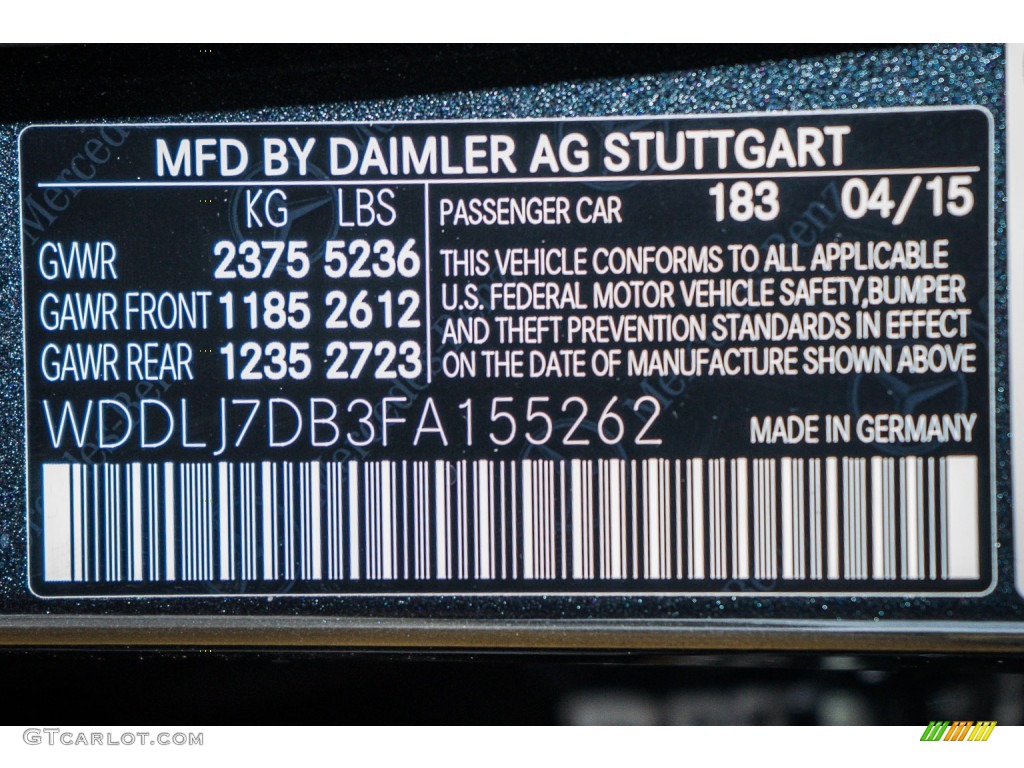 MFD BY DAIMLER AG STUTTGART
KG LBS
GVWR 2375 5236
GAWR FRONT 1185 2612
GAWR REAR 1235 2723
PASSENGER CAR 183 04/15
THIS VEHICLE CONFORMS TO ALL APPLICABLE
U.S. FEDERAL MOTOR VEHICLE SAFETY,BUMPER
AND THEFT PREVENTION STANDARDS IN EFFECT
ON THE DATE OF MANUFACTURE SHOWN ABOVE
WDDLJ7DB3FA155262
MADE IN GERMANY
GTCarlot.com